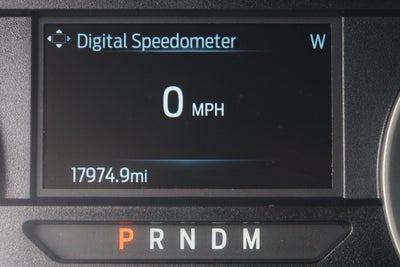 Digital Speedometer W
0 MPH
17974.9mi
P R N D M